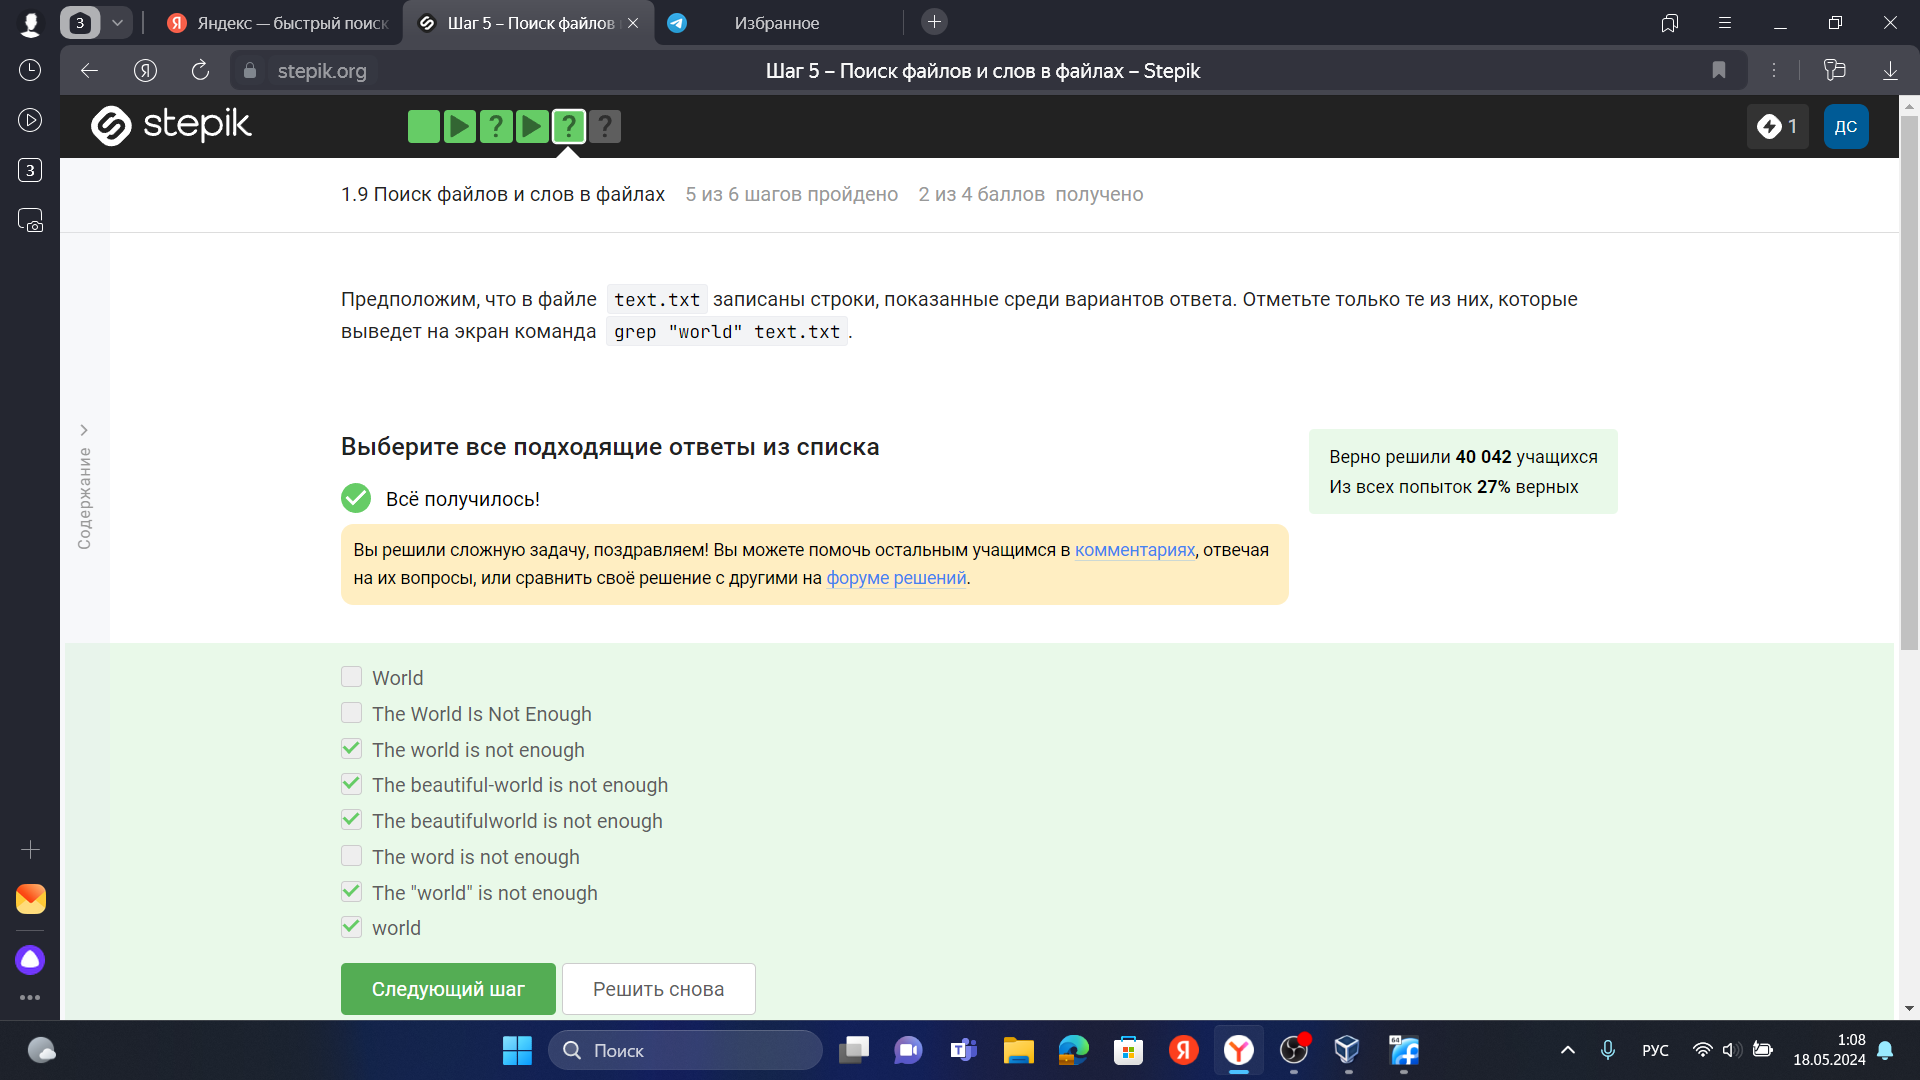 3
Яндекс — быстрый поиск
Шаг 5 – Поиск файлов
Избранное
Я
stepik.org
Шаг 5 – Поиск файлов и слов в файлах – Stepik
stepik
? ? ?
1
ДС
3
1.9 Поиск файлов и слов в файлах 5 из 6 шагов пройдено 2 из 4 баллов получено
Предположим, что в файле text.txt записаны строки, показанные среди вариантов ответа. Отметьте только те из них, которые
выведет на экран команда grep "world" text.txt.
Содержание
Выберите все подходящие ответы из списка
Верно решили 40 042 учащихся
Из всех попыток 27% верных
Всё получилось!
Вы решили сложную задачу, поздравляем! Вы можете помочь остальным учащимся в комментариях, отвечая
на их вопросы, или сравнить своё решение с другими на форуме решений.
World
The World Is Not Enough
The world is not enough
The beautiful-world is not enough
The beautifulworld is not enough
The word is not enough
The "world" is not enough
world
Следующий шаг
Решить снова
Поиск
РУС
1:08
18.05.2024